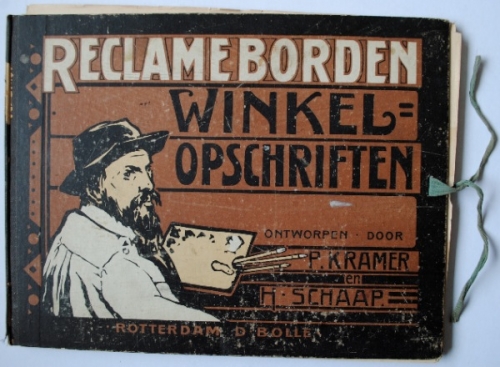 RECLAMEBORDEN
WINKEL=
OPSCHRIFTEN
ONTWORPEN · DOOR
P. KRAMER
en
H. SCHAAP
ROTTERDAM D BOLLE